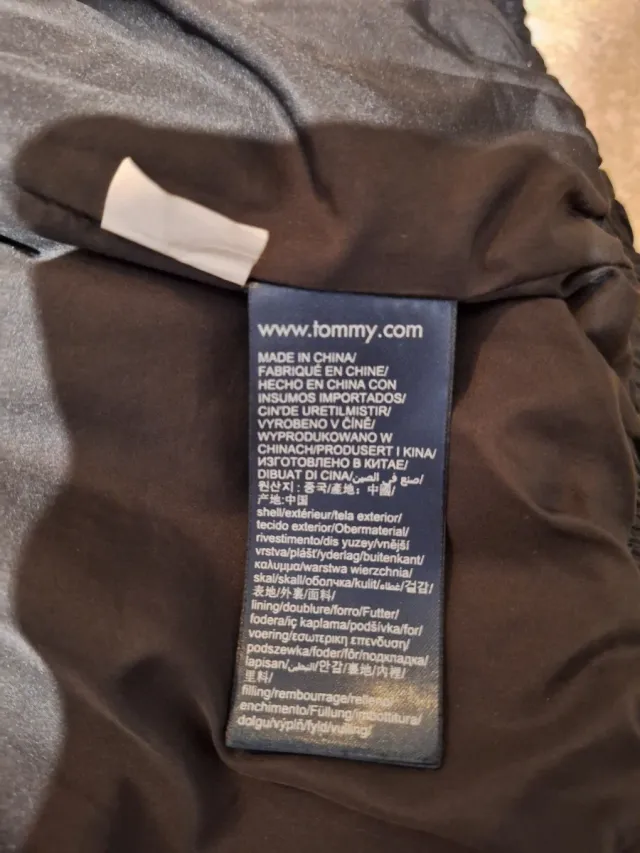 www.tommy.com
MADE IN CHINA/
FABRIQUÉ EN CHINE/
HECHO EN CHINA CON
INSUMOS IMPORTADOS/
CIN'DE URETILMISTIR/
VYROBENO V ČÍNĚ/
WYPRODUKOWANO W
CHINACH/PRODUSERT I KINA/
ИЗГОТОВЛЕНО В КИТАЕ/
DIBUAT DI CINA/صنع في الصين/
원산지 : 중국/產地：中國/
产地:中国
shell/extérieur/tela exterior/
tecido exterior/Obermaterial/
rivestimento/dis yuzey/vnější
vrstva/plášť/yderlag/buitenkant/
καλυμμα/warstwa wierzchnia/
skal/skall/оболчка/kulit/غطاء/겉감/
表地/外裏/面料/
lining/doublure/forro/Futter/
fodera/iç kaplama/podšívka/for/
voering/εσωτερικη επενδυση/
podszewka/foder/fôr/подкладка/
lapisan/البطلين/안감/裏地/內裡/
里料/
filling/rembourrage/relleno/
enchimento/Füllung/imbottitura/
dolgu/výplň/fyld/vulling/